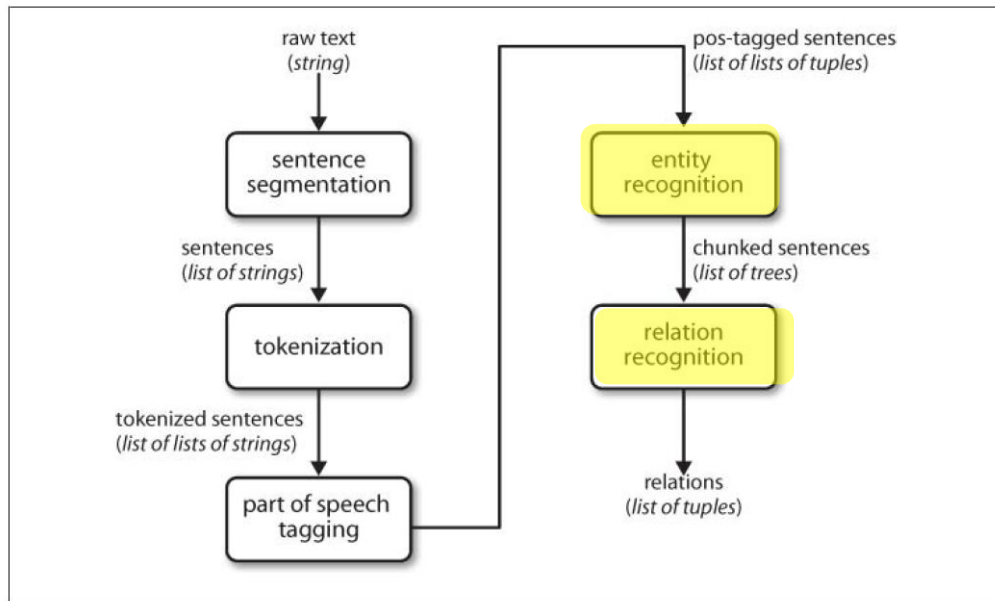 raw text
(string)
sentence
segmentation
sentences
(list of strings)
tokenization
tokenized sentences
(list of lists of strings)
part of speech
tagging
pos-tagged sentences
(list of lists of tuples)
entity
recognition
chunked sentences
(list of trees)
relation
recognition
relations
(list of tuples)